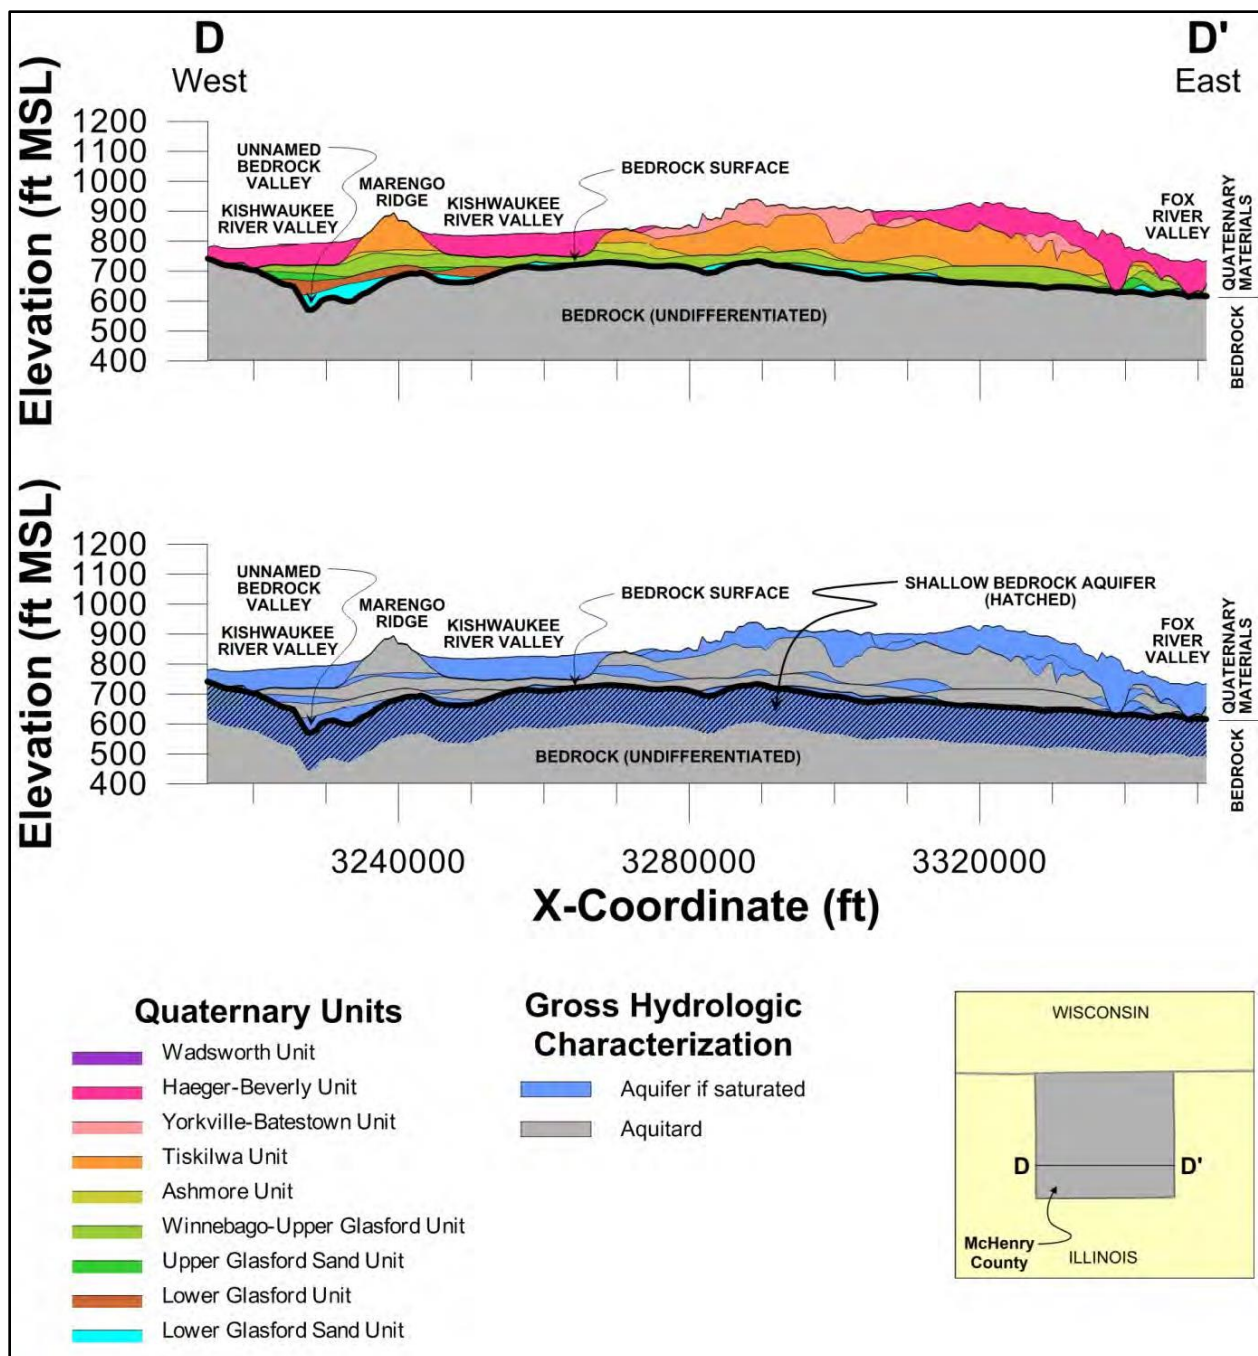 D
West
D'
East
Elevation (ft MSL)
1200
1100
1000
900
800
700
600
500
400
UNNAMED
BEDROCK
VALLEY
KISHWAUKEE
RIVER VALLEY
MARENGO
RIDGE
KISHWAUKEE
RIVER VALLEY
BEDROCK SURFACE
FOX
RIVER
VALLEY
BEDROCK (UNDIFFERENTIATED)
QUATERNARY
MATERIALS
BEDROCK
Elevation (ft MSL)
1200
1100
1000
900
800
700
600
500
400
UNNAMED
BEDROCK
VALLEY
KISHWAUKEE
RIVER VALLEY
MARENGO
RIDGE
KISHWAUKEE
RIVER VALLEY
BEDROCK SURFACE
SHALLOW BEDROCK AQUIFER
(HATCHED)
FOX
RIVER
VALLEY
BEDROCK (UNDIFFERENTIATED)
QUATERNARY
MATERIALS
BEDROCK
3240000 3280000 3320000
X-Coordinate (ft)
Quaternary Units
Wadsworth Unit
Haeger-Beverly Unit
Yorkville-Batestown Unit
Tiskilwa Unit
Ashmore Unit
Winnebago-Upper Glasford Unit
Upper Glasford Sand Unit
Lower Glasford Unit
Lower Glasford Sand Unit
Gross Hydrologic
Characterization
Aquifer if saturated
Aquitard
WISCONSIN
D D'
McHenry
County
ILLINOIS